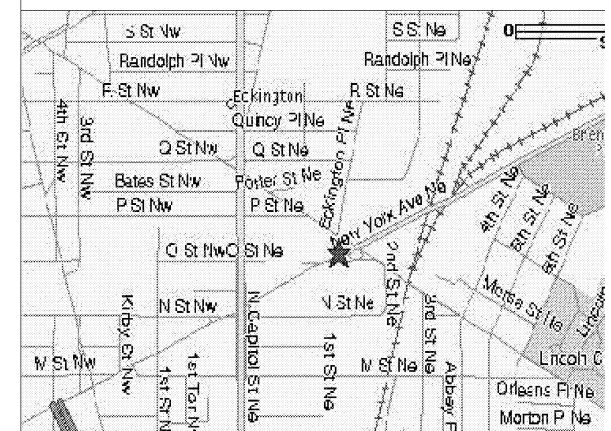 S St Nw
S St Ne
0
Randolph Pl Nw
Randolph Pl Ne
R St Nw
Eckington
R St Ne
4th St Nw
3rd St Nw
Quincy Pl Ne
Eckington Pl Ne
Q St Nw
Q St Ne
Bates St Nw
Porter St Ne
P St Nw
P St Ne
New York Ave Ne
4th St Ne
5th St Ne
6th St Ne
O St Nw
O St Ne
2nd St Ne
Morse St Ne
Kirby St Nw
N St Nw
N Capitol St Ne
N St Ne
1st St Ne
3rd St Ne
Lincoln
M St Nw
M St Ne
Lincoln C
1st St N
1st Ter N
Abbey P
Orleans Pl Ne
Morton P Ne